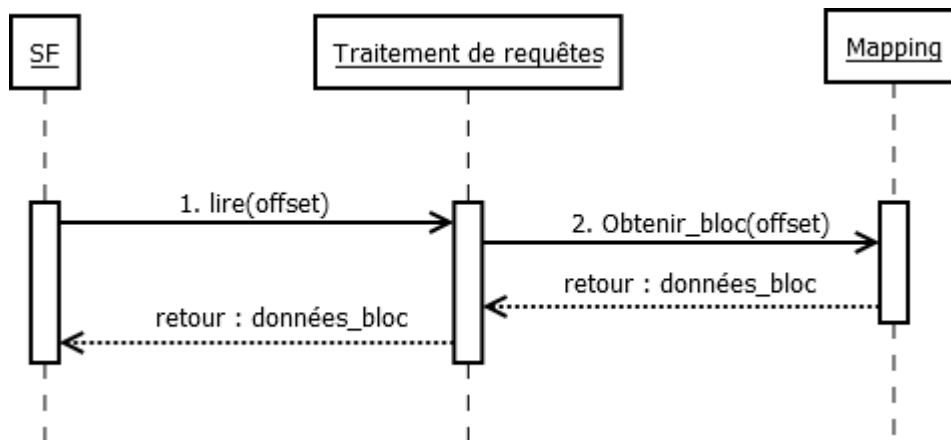 SF
Traitement de requêtes
Mapping
1. lire(offset)
2. Obtenir_bloc(offset)
retour : données_bloc
retour : données_bloc